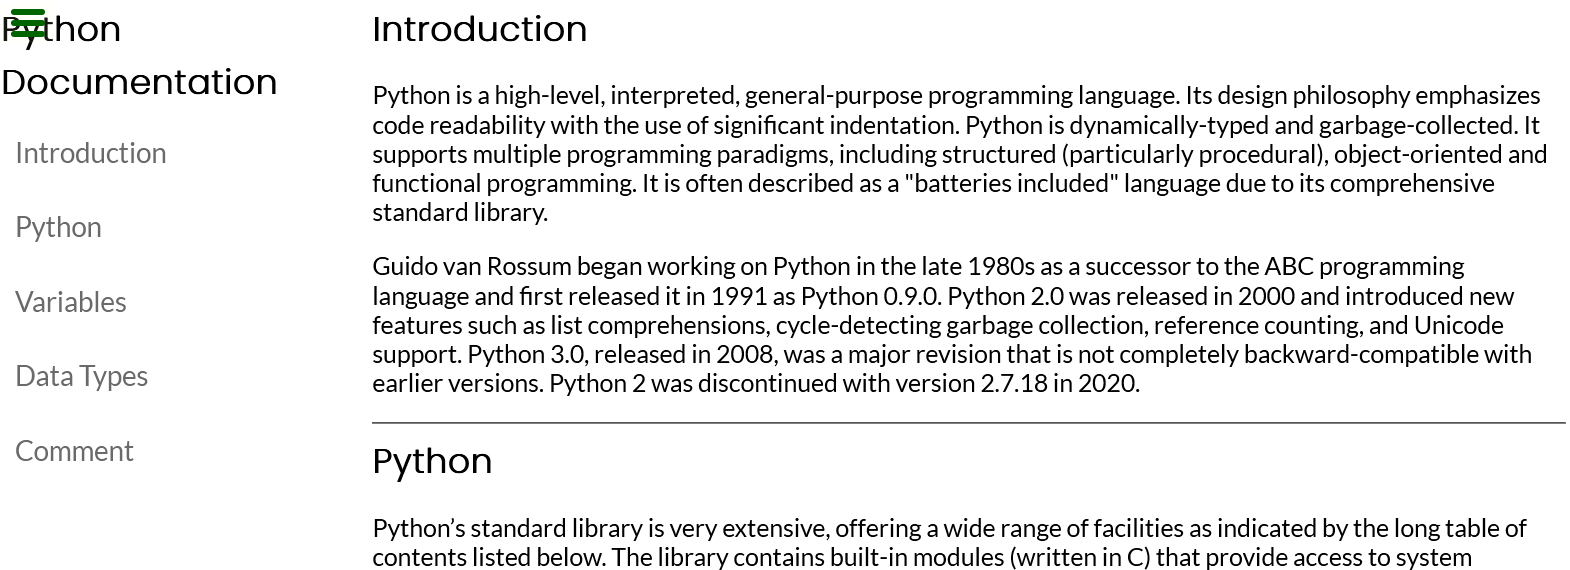 Python
Documentation
Introduction
Python
Variables
Data Types
Comment
Introduction
Python is a high-level, interpreted, general-purpose programming language. Its design philosophy emphasizes
code readability with the use of significant indentation. Python is dynamically-typed and garbage-collected. It
supports multiple programming paradigms, including structured (particularly procedural), object-oriented and
functional programming. It is often described as a "batteries included" language due to its comprehensive
standard library.
Guido van Rossum began working on Python in the late 1980s as a successor to the ABC programming
language and first released it in 1991 as Python 0.9.0. Python 2.0 was released in 2000 and introduced new
features such as list comprehensions, cycle-detecting garbage collection, reference counting, and Unicode
support. Python 3.0, released in 2008, was a major revision that is not completely backward-compatible with
earlier versions. Python 2 was discontinued with version 2.7.18 in 2020.
Python
Python’s standard library is very extensive, offering a wide range of facilities as indicated by the long table of
contents listed below. The library contains built-in modules (written in C) that provide access to system